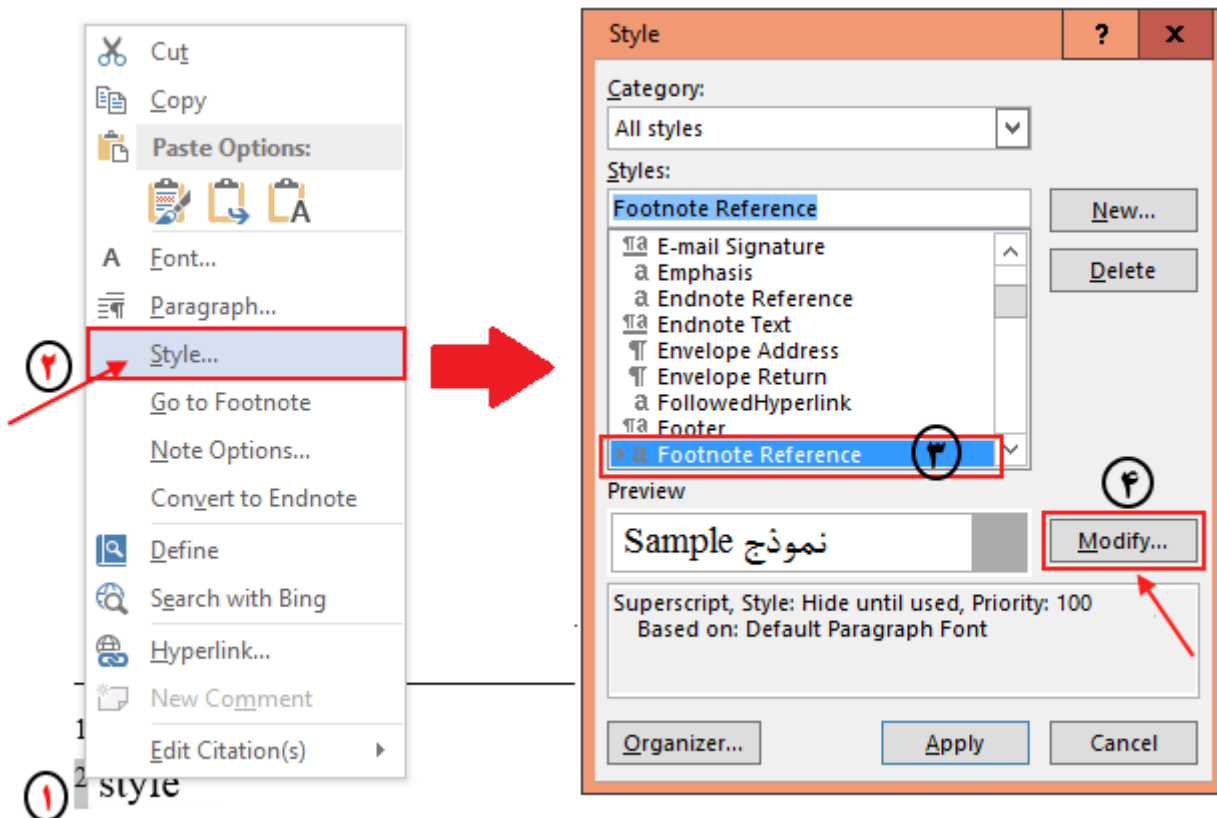 Cut
Copy
Paste Options:
A Font...
Paragraph...
۲
Style...
Go to Footnote
Note Options...
Convert to Endnote
Define
Search with Bing
Hyperlink...
New Comment
Edit Citation(s)
1
۱
2 style
Style
?
x
Category:
All styles
Styles:
Footnote Reference
New...
Delete
¶a E-mail Signature
a Emphasis
a Endnote Reference
¶a Endnote Text
¶ Envelope Address
¶ Envelope Return
a FollowedHyperlink
¶a Footer
a Footnote Reference
۳
Preview
۴
Sample نموذج
Modify...
Superscript, Style: Hide until used, Priority: 100
Based on: Default Paragraph Font
Organizer...
Apply
Cancel